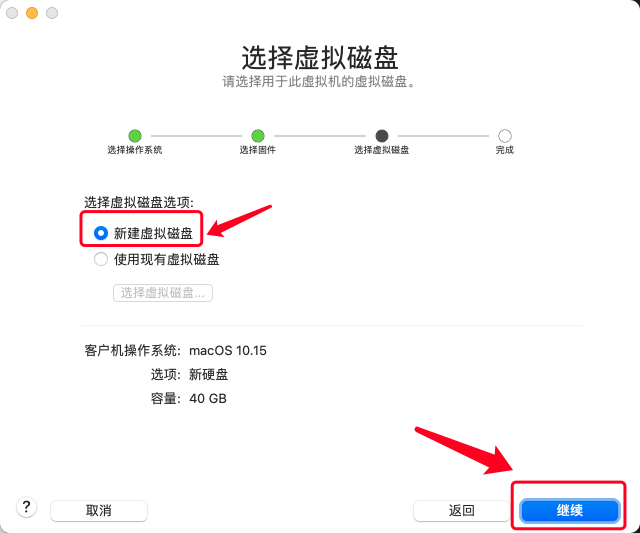 选择虚拟磁盘
请选择用于此虚拟机的虚拟磁盘。
选择操作系统
选择固件
选择虚拟磁盘
完成
选择虚拟磁盘选项:
新建虚拟磁盘
使用现有虚拟磁盘
选择虚拟磁盘...
客户机操作系统: macOS 10.15
选项: 新硬盘
容量: 40 GB
? 取消 返回 继续